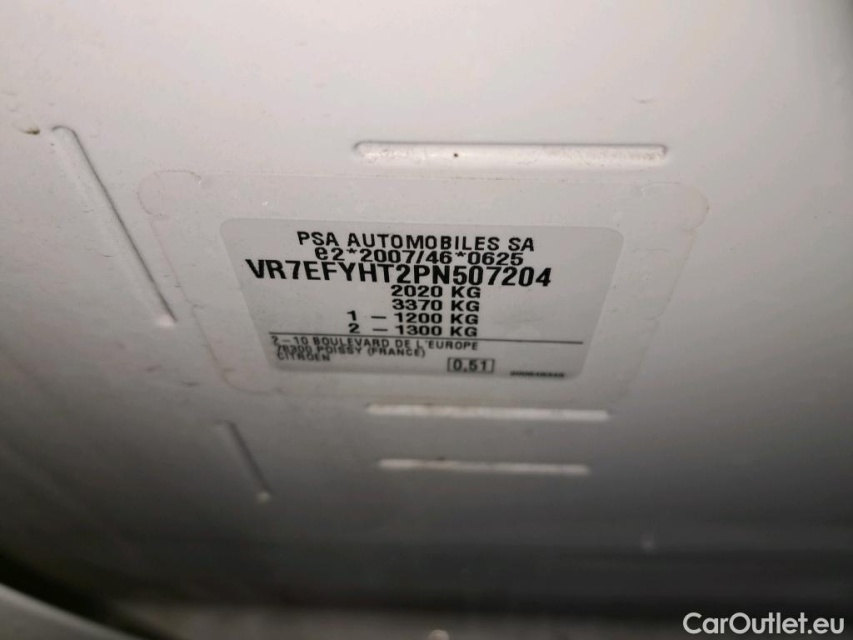 PSA AUTOMOBILES SA
e2*2007/46*0625
VR7EFYHT2PN507204
2020 KG
3370 KG
1 - 1200 KG
2 - 1300 KG
2-10 BOULEVARD DE L'EUROPE
78300 POISSY (FRANCE)
CITROEN
0.51
CarOutlet.eu